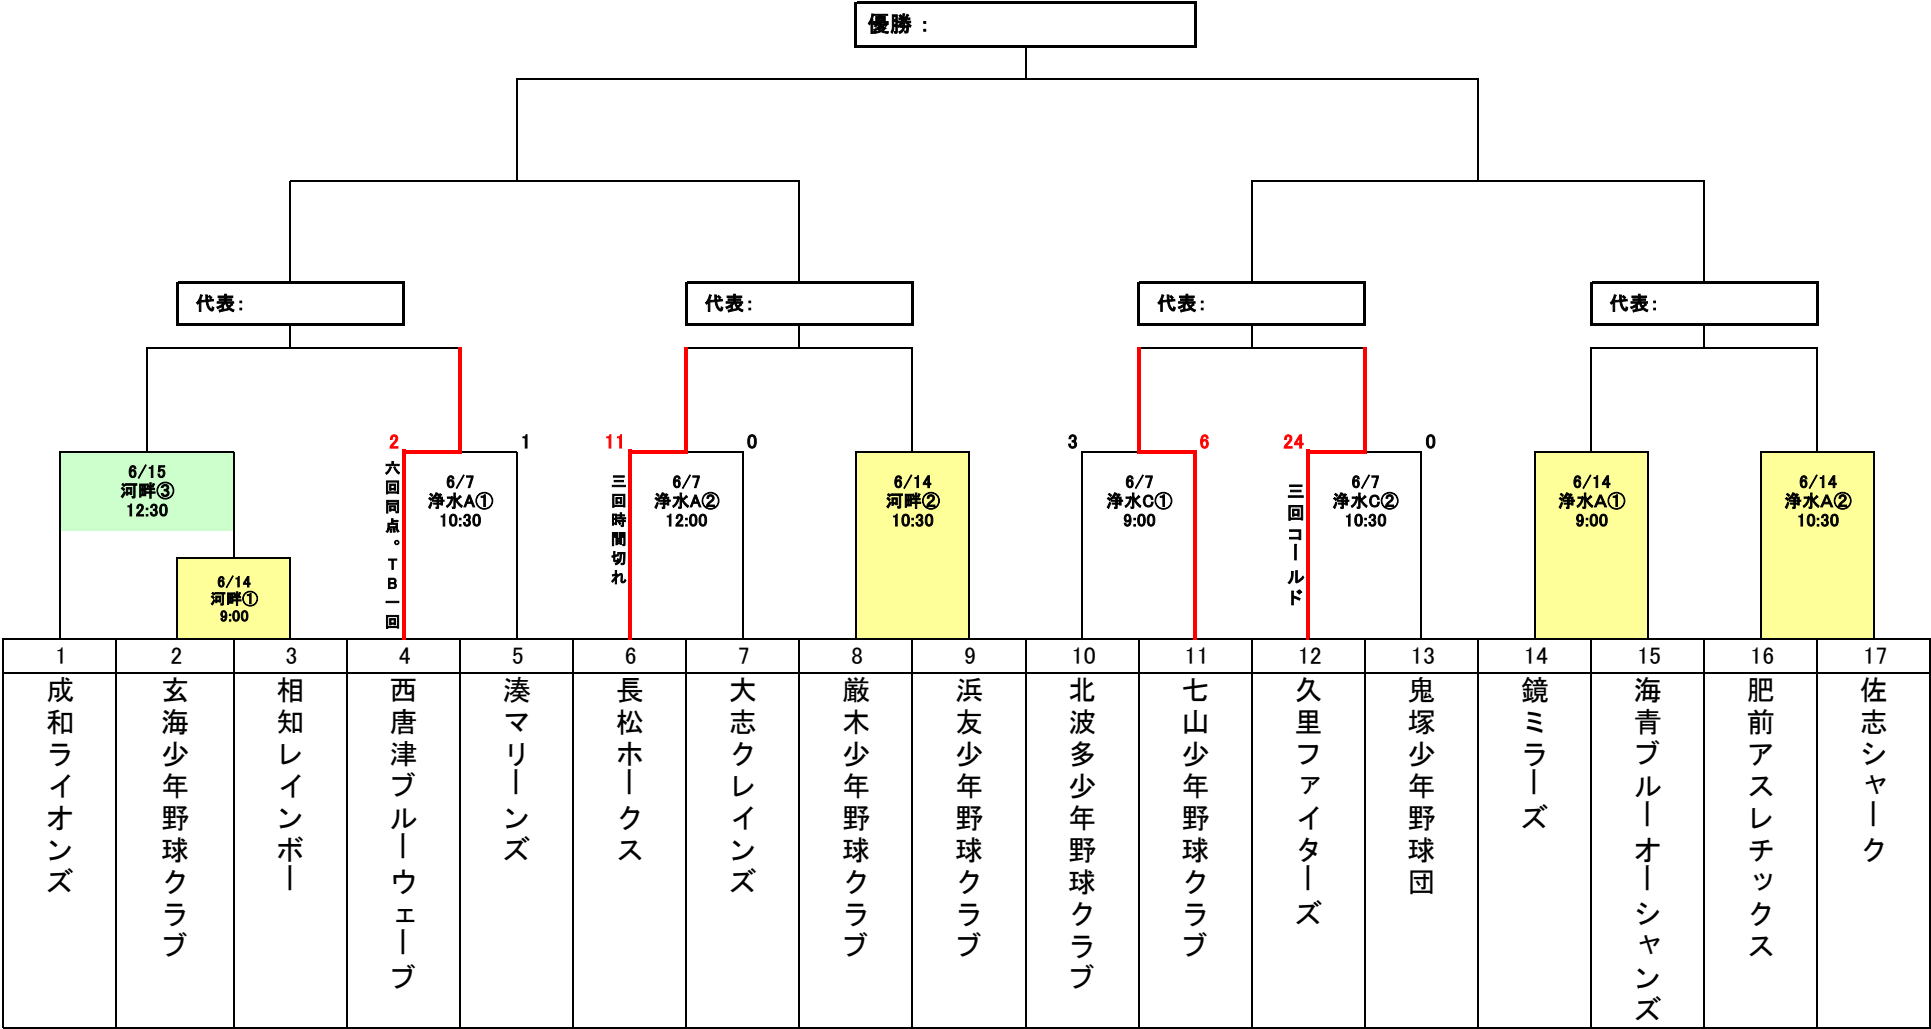 優勝：
代表：
代表：
代表：
代表：
2
1
11
0
3
6
24
0
6/15
河畔③
12:30
6/14
河畔①
9:00
六回同点。TB一回
6/7
浄水A①
10:30
三回時間切れ
6/7
浄水A②
12:00
6/14
河畔②
10:30
6/7
浄水C①
9:00
三回コールド
6/7
浄水C②
10:30
6/14
浄水A①
9:00
6/14
浄水A②
10:30
1
2
3
4
5
6
7
8
9
10
11
12
13
14
15
16
17
成和ライオンズ
玄海少年野球クラブ
相知レインボー
西唐津ブルーウェーブ
湊マリーンズ
長松ホークス
大志クレインズ
厳木少年野球クラブ
浜友少年野球クラブ
北波多少年野球クラブ
七山少年野球クラブ
久里ファイターズ
鬼塚少年野球団
鏡ミラーズ
海青ブルーオーシャンズ
肥前アスレチックス
佐志シャーク